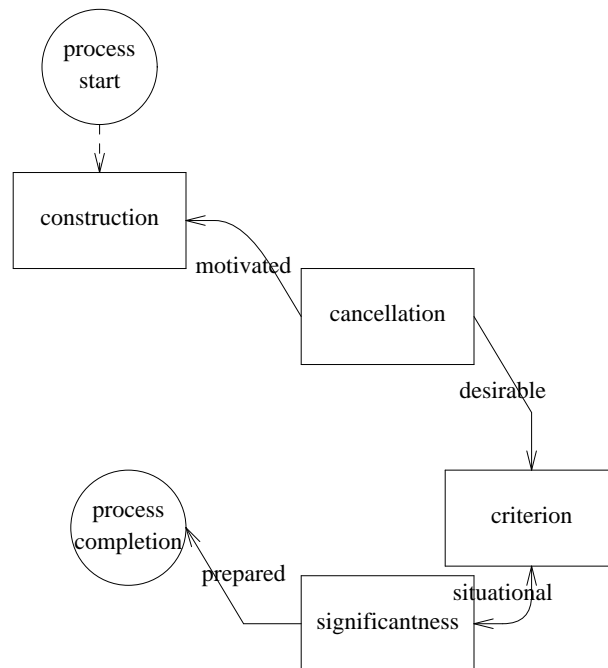 process
start
construction
motivated
cancellation
desirable
process
completion
criterion
prepared
situational
significantness